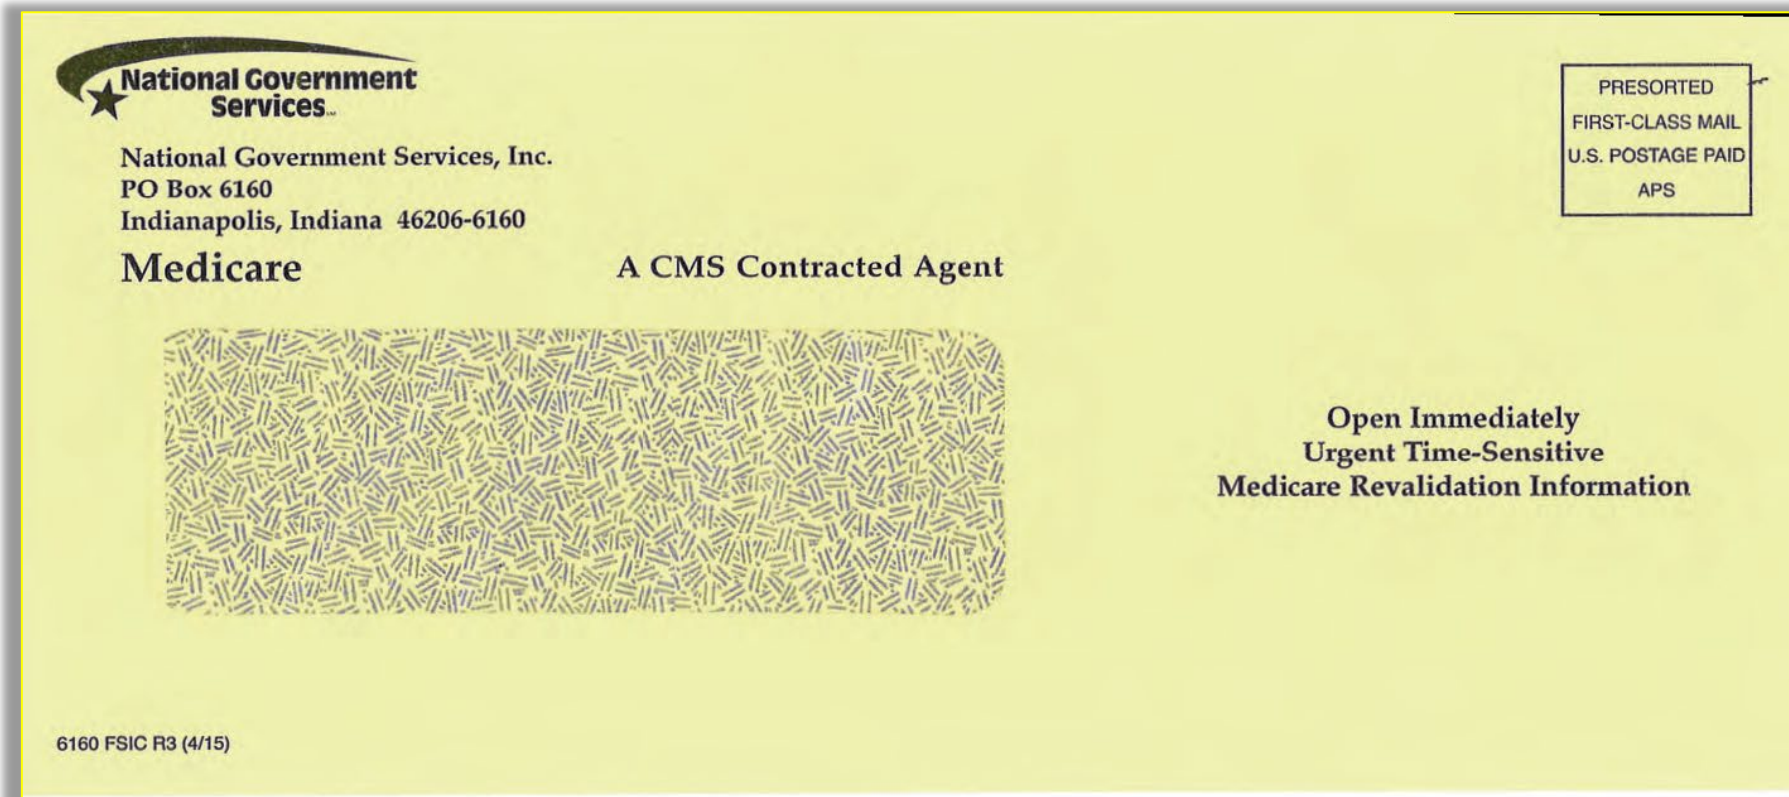 National Government
Services
National Government Services, Inc.
PO Box 6160
Indianapolis, Indiana 46206-6160
Medicare
A CMS Contracted Agent
PRESORTED
FIRST-CLASS MAIL
U.S. POSTAGE PAID
APS
Open Immediately
Urgent Time-Sensitive
Medicare Revalidation Information
6160 FSIC R3 (4/15)